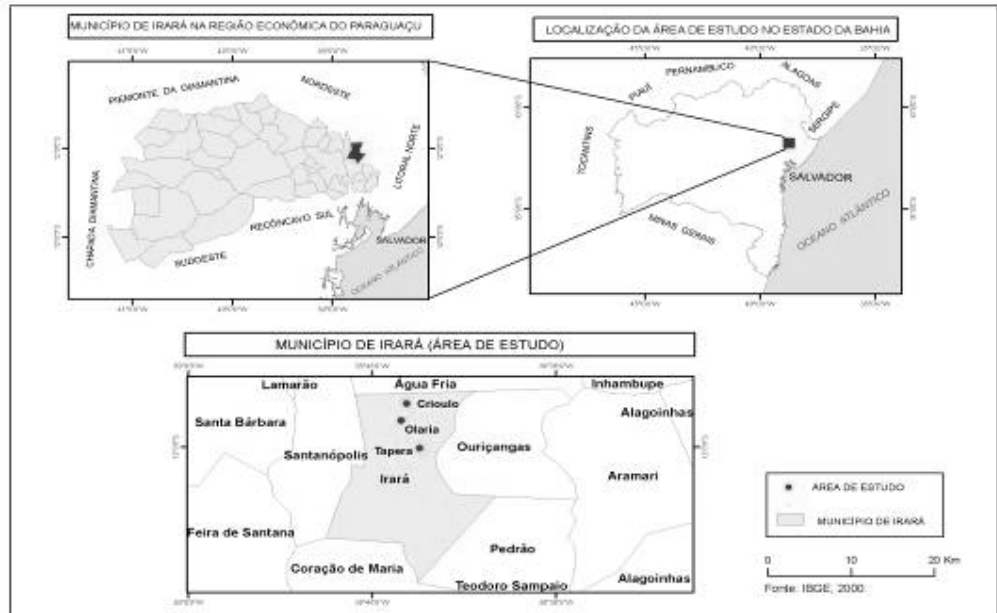 MUNICÍPIO DE IRARÁ NA REGIÃO ECONÔMICA DO PARAGUAÇU
PIEMONTE DA DIAMANTINA
NORDESTE
LITORAL NORTE
CHAPADA DIAMANTINA
RECÔNCAVO SUL
SUDOESTE
SALVADOR
OCEANO ATLÂNTICO
LOCALIZAÇÃO DA ÁREA DE ESTUDO NO ESTADO DA BAHIA
PERNAMBUCO
ALAGOAS
PIAUÍ
SERGIPE
TOCANTINS
SALVADOR
MINAS GERAIS
OCEANO ATLÂNTICO
MUNICÍPIO DE IRARÁ (ÁREA DE ESTUDO)
Lamarão
Água Fria
Inhambupe
Crioulo
Alagoinhas
Santa Bárbara
Olaria
Santanópolis
Tapera
Ouriçangas
Irará
Aramari
Feira de Santana
Pedrão
Coração de Maria
Teodoro Sampaio
Alagoinhas
ÁREA DE ESTUDO
MUNICÍPIO DE IRARÁ
0 10 20 Km
Fonte: IBGE, 2000.